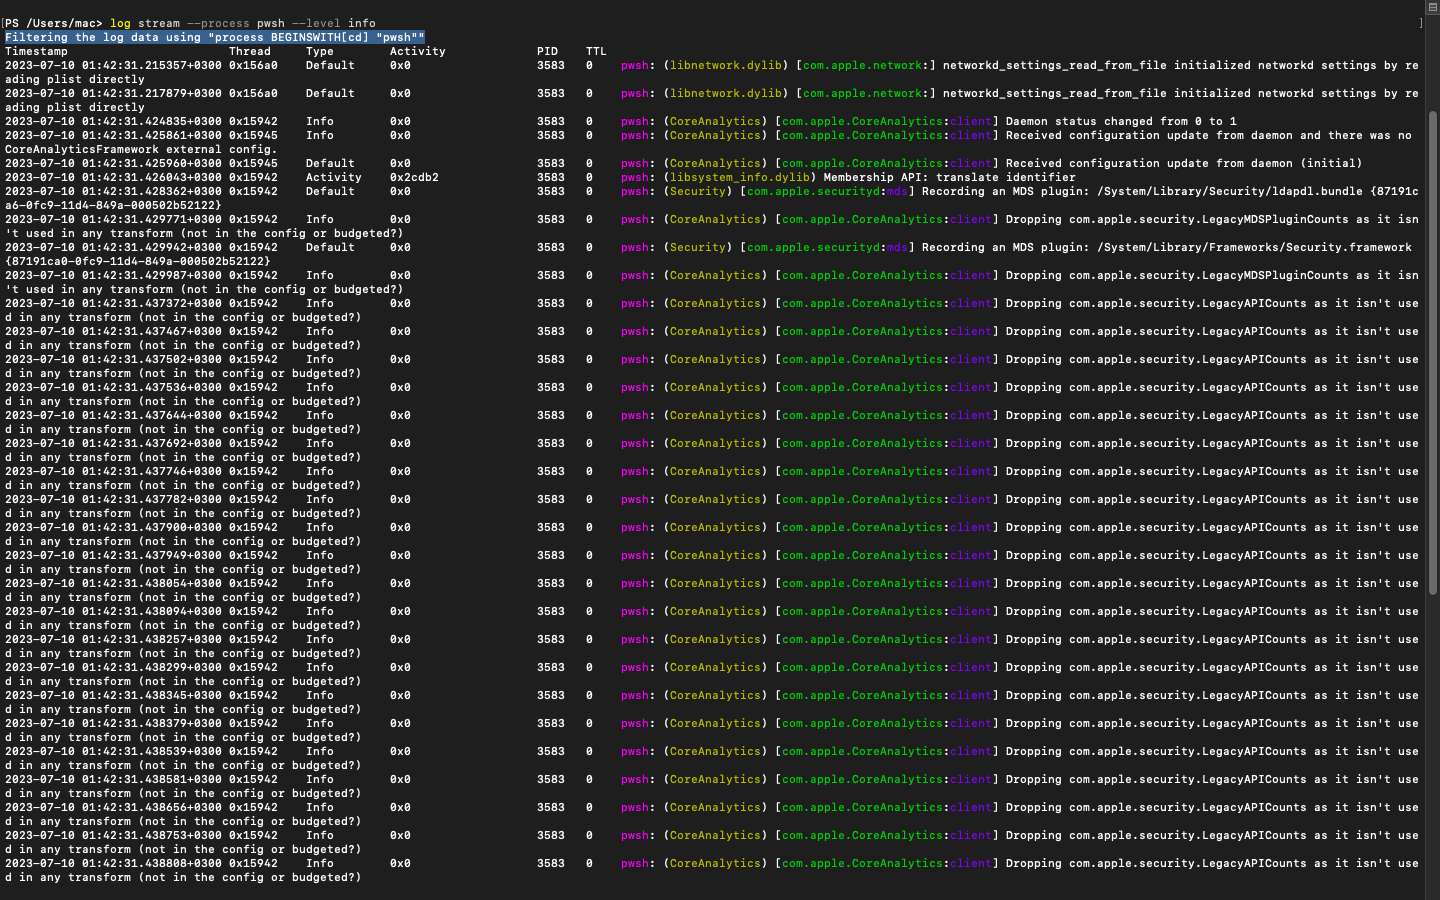 [PS /Users/mac> log stream --process pwsh --level info ]
Filtering the log data using "process BEGINSWITH[cd] "pwsh""
Timestamp Thread Type Activity PID TTL
2023-07-10 01:42:31.215357+0300 0x156a0 Default 0x0 3583 0 pwsh: (libnetwork.dylib) [com.apple.network:] networkd_settings_read_from_file initialized networkd settings by re
ading plist directly
2023-07-10 01:42:31.217879+0300 0x156a0 Default 0x0 3583 0 pwsh: (libnetwork.dylib) [com.apple.network:] networkd_settings_read_from_file initialized networkd settings by re
ading plist directly
2023-07-10 01:42:31.424835+0300 0x15942 Info 0x0 3583 0 pwsh: (CoreAnalytics) [com.apple.CoreAnalytics:client] Daemon status changed from 0 to 1
2023-07-10 01:42:31.425861+0300 0x15945 Info 0x0 3583 0 pwsh: (CoreAnalytics) [com.apple.CoreAnalytics:client] Received configuration update from daemon and there was no
CoreAnalyticsFramework external config.
2023-07-10 01:42:31.425960+0300 0x15945 Default 0x0 3583 0 pwsh: (CoreAnalytics) [com.apple.CoreAnalytics:client] Received configuration update from daemon (initial)
2023-07-10 01:42:31.426043+0300 0x15942 Activity 0x2cdb2 3583 0 pwsh: (libsystem_info.dylib) Membership API: translate identifier
2023-07-10 01:42:31.428362+0300 0x15942 Default 0x0 3583 0 pwsh: (Security) [com.apple.securityd:mds] Recording an MDS plugin: /System/Library/Security/ldapdl.bundle {87191c
a6-0fc9-11d4-849a-000502b52122}
2023-07-10 01:42:31.429771+0300 0x15942 Info 0x0 3583 0 pwsh: (CoreAnalytics) [com.apple.CoreAnalytics:client] Dropping com.apple.security.LegacyMDSPluginCounts as it isn
't used in any transform (not in the config or budgeted?)
2023-07-10 01:42:31.429942+0300 0x15942 Default 0x0 3583 0 pwsh: (Security) [com.apple.securityd:mds] Recording an MDS plugin: /System/Library/Frameworks/Security.framework
{87191ca0-0fc9-11d4-849a-000502b52122}
2023-07-10 01:42:31.429987+0300 0x15942 Info 0x0 3583 0 pwsh: (CoreAnalytics) [com.apple.CoreAnalytics:client] Dropping com.apple.security.LegacyMDSPluginCounts as it isn
't used in any transform (not in the config or budgeted?)
2023-07-10 01:42:31.437372+0300 0x15942 Info 0x0 3583 0 pwsh: (CoreAnalytics) [com.apple.CoreAnalytics:client] Dropping com.apple.security.LegacyAPICounts as it isn't use
d in any transform (not in the config or budgeted?)
2023-07-10 01:42:31.437467+0300 0x15942 Info 0x0 3583 0 pwsh: (CoreAnalytics) [com.apple.CoreAnalytics:client] Dropping com.apple.security.LegacyAPICounts as it isn't use
d in any transform (not in the config or budgeted?)
2023-07-10 01:42:31.437502+0300 0x15942 Info 0x0 3583 0 pwsh: (CoreAnalytics) [com.apple.CoreAnalytics:client] Dropping com.apple.security.LegacyAPICounts as it isn't use
d in any transform (not in the config or budgeted?)
2023-07-10 01:42:31.437536+0300 0x15942 Info 0x0 3583 0 pwsh: (CoreAnalytics) [com.apple.CoreAnalytics:client] Dropping com.apple.security.LegacyAPICounts as it isn't use
d in any transform (not in the config or budgeted?)
2023-07-10 01:42:31.437644+0300 0x15942 Info 0x0 3583 0 pwsh: (CoreAnalytics) [com.apple.CoreAnalytics:client] Dropping com.apple.security.LegacyAPICounts as it isn't use
d in any transform (not in the config or budgeted?)
2023-07-10 01:42:31.437692+0300 0x15942 Info 0x0 3583 0 pwsh: (CoreAnalytics) [com.apple.CoreAnalytics:client] Dropping com.apple.security.LegacyAPICounts as it isn't use
d in any transform (not in the config or budgeted?)
2023-07-10 01:42:31.437746+0300 0x15942 Info 0x0 3583 0 pwsh: (CoreAnalytics) [com.apple.CoreAnalytics:client] Dropping com.apple.security.LegacyAPICounts as it isn't use
d in any transform (not in the config or budgeted?)
2023-07-10 01:42:31.437782+0300 0x15942 Info 0x0 3583 0 pwsh: (CoreAnalytics) [com.apple.CoreAnalytics:client] Dropping com.apple.security.LegacyAPICounts as it isn't use
d in any transform (not in the config or budgeted?)
2023-07-10 01:42:31.437900+0300 0x15942 Info 0x0 3583 0 pwsh: (CoreAnalytics) [com.apple.CoreAnalytics:client] Dropping com.apple.security.LegacyAPICounts as it isn't use
d in any transform (not in the config or budgeted?)
2023-07-10 01:42:31.437949+0300 0x15942 Info 0x0 3583 0 pwsh: (CoreAnalytics) [com.apple.CoreAnalytics:client] Dropping com.apple.security.LegacyAPICounts as it isn't use
d in any transform (not in the config or budgeted?)
2023-07-10 01:42:31.438054+0300 0x15942 Info 0x0 3583 0 pwsh: (CoreAnalytics) [com.apple.CoreAnalytics:client] Dropping com.apple.security.LegacyAPICounts as it isn't use
d in any transform (not in the config or budgeted?)
2023-07-10 01:42:31.438094+0300 0x15942 Info 0x0 3583 0 pwsh: (CoreAnalytics) [com.apple.CoreAnalytics:client] Dropping com.apple.security.LegacyAPICounts as it isn't use
d in any transform (not in the config or budgeted?)
2023-07-10 01:42:31.438257+0300 0x15942 Info 0x0 3583 0 pwsh: (CoreAnalytics) [com.apple.CoreAnalytics:client] Dropping com.apple.security.LegacyAPICounts as it isn't use
d in any transform (not in the config or budgeted?)
2023-07-10 01:42:31.438299+0300 0x15942 Info 0x0 3583 0 pwsh: (CoreAnalytics) [com.apple.CoreAnalytics:client] Dropping com.apple.security.LegacyAPICounts as it isn't use
d in any transform (not in the config or budgeted?)
2023-07-10 01:42:31.438345+0300 0x15942 Info 0x0 3583 0 pwsh: (CoreAnalytics) [com.apple.CoreAnalytics:client] Dropping com.apple.security.LegacyAPICounts as it isn't use
d in any transform (not in the config or budgeted?)
2023-07-10 01:42:31.438379+0300 0x15942 Info 0x0 3583 0 pwsh: (CoreAnalytics) [com.apple.CoreAnalytics:client] Dropping com.apple.security.LegacyAPICounts as it isn't use
d in any transform (not in the config or budgeted?)
2023-07-10 01:42:31.438539+0300 0x15942 Info 0x0 3583 0 pwsh: (CoreAnalytics) [com.apple.CoreAnalytics:client] Dropping com.apple.security.LegacyAPICounts as it isn't use
d in any transform (not in the config or budgeted?)
2023-07-10 01:42:31.438581+0300 0x15942 Info 0x0 3583 0 pwsh: (CoreAnalytics) [com.apple.CoreAnalytics:client] Dropping com.apple.security.LegacyAPICounts as it isn't use
d in any transform (not in the config or budgeted?)
2023-07-10 01:42:31.438656+0300 0x15942 Info 0x0 3583 0 pwsh: (CoreAnalytics) [com.apple.CoreAnalytics:client] Dropping com.apple.security.LegacyAPICounts as it isn't use
d in any transform (not in the config or budgeted?)
2023-07-10 01:42:31.438753+0300 0x15942 Info 0x0 3583 0 pwsh: (CoreAnalytics) [com.apple.CoreAnalytics:client] Dropping com.apple.security.LegacyAPICounts as it isn't use
d in any transform (not in the config or budgeted?)
2023-07-10 01:42:31.438808+0300 0x15942 Info 0x0 3583 0 pwsh: (CoreAnalytics) [com.apple.CoreAnalytics:client] Dropping com.apple.security.LegacyAPICounts as it isn't use
d in any transform (not in the config or budgeted?)